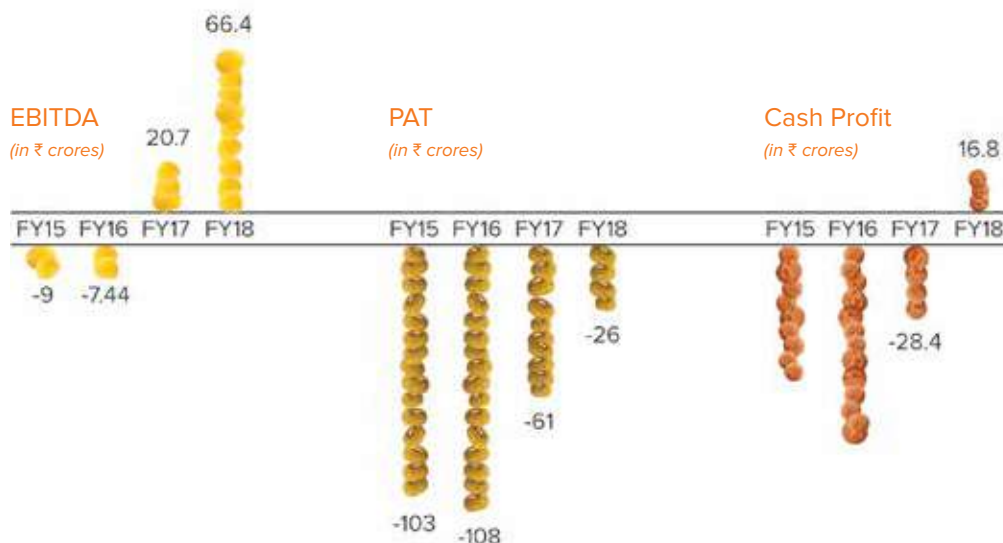 EBITDA
(in ₹ crores)
-9
-7.44
20.7
66.4
FY15 FY16 FY17 FY18
PAT
(in ₹ crores)
FY15 FY16 FY17 FY18
-103
-108
-61
-26
Cash Profit
(in ₹ crores)
16.8
FY15 FY16 FY17 FY18
-28.4